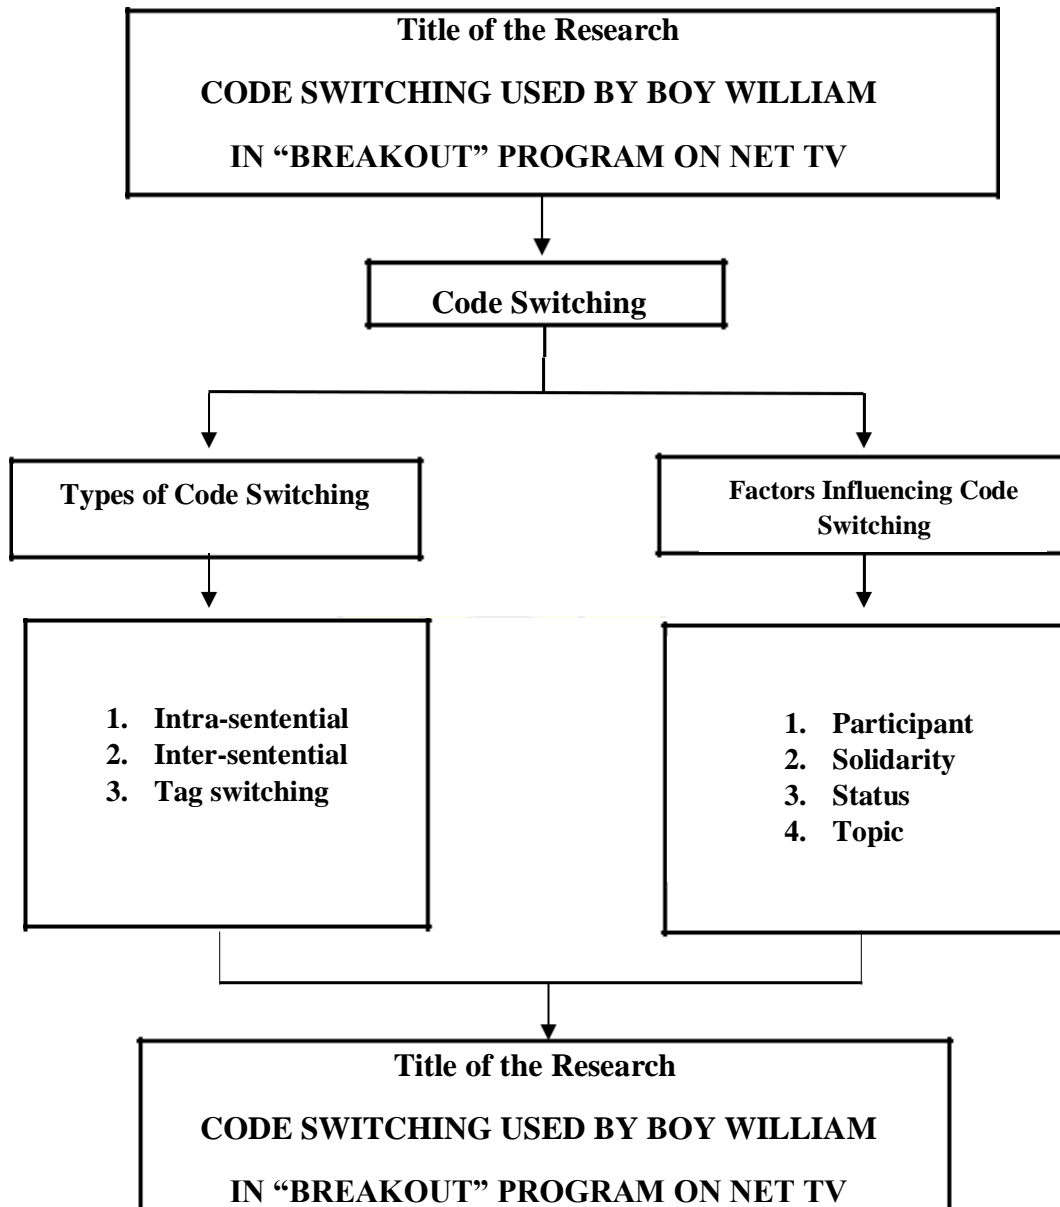 Title of the Research
CODE SWITCHING USED BY BOY WILLIAM
IN “BREAKOUT” PROGRAM ON NET TV
Code Switching
Types of Code Switching
Factors Influencing Code
Switching
1. Intra-sentential
2. Inter-sentential
3. Tag switching
1. Participant
2. Solidarity
3. Status
4. Topic
Title of the Research
CODE SWITCHING USED BY BOY WILLIAM
IN “BREAKOUT” PROGRAM ON NET TV